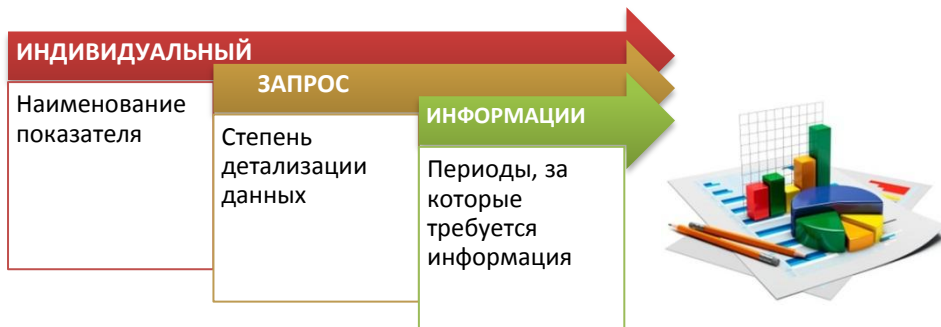 ИНДИВИДУАЛЬНЫЙ
Наименование
показателя
ЗАПРОС
Степень
детализации
данных
ИНФОРМАЦИИ
Периоды, за
которые
требуется
информация